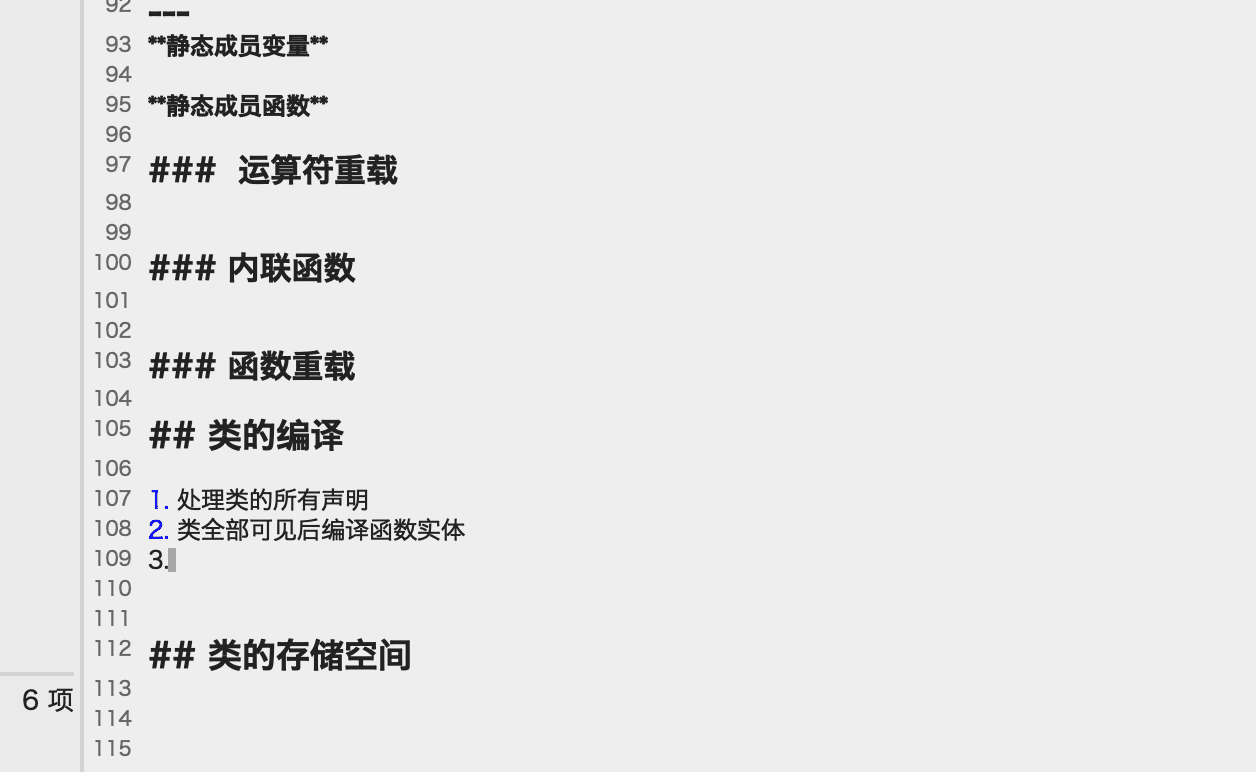 92 ---
93 **静态成员变量**
94
95 **静态成员函数**
96
97 ### 运算符重载
98
99
100 ### 内联函数
101
102
103 ### 函数重载
104
105 ## 类的编译
106
107 1. 处理类的所有声明
108 2. 类全部可见后编译函数实体
109 3.
110
111
112 ## 类的存储空间
113
6 项
114
115